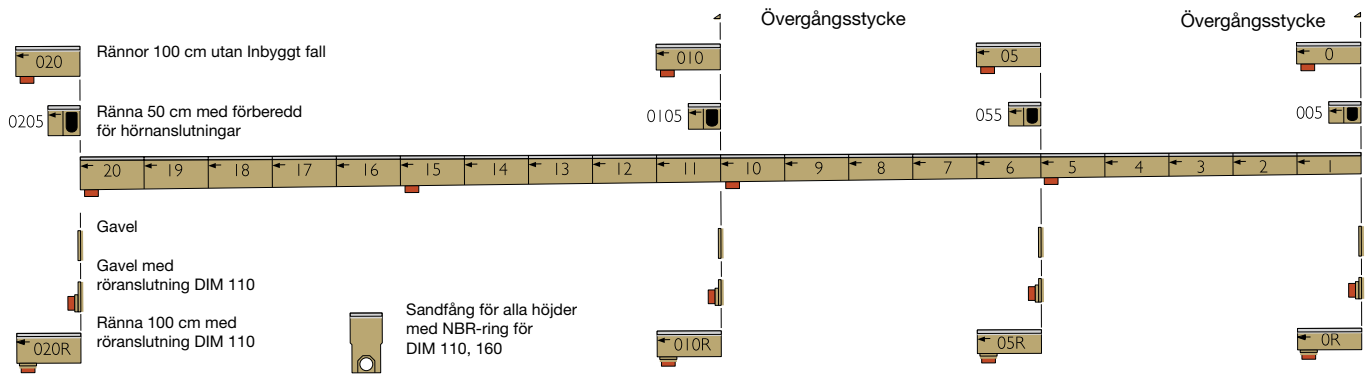 Övergångsstycke
Övergångsstycke
020
Rännor 100 cm utan Inbyggt fall
010
05
0
0205
Ränna 50 cm med förberedd
för hörnanslutningar
0105
055
005
20 19 18 17 16 15 14 13 12 11 10 9 8 7 6 5 4 3 2 1
Gavel
Gavel med
röranslutning DIM 110
Ränna 100 cm med
röranslutning DIM 110
020R
Sandfång för alla höjder
med NBR-ring för
DIM 110, 160
010R
05R
0R